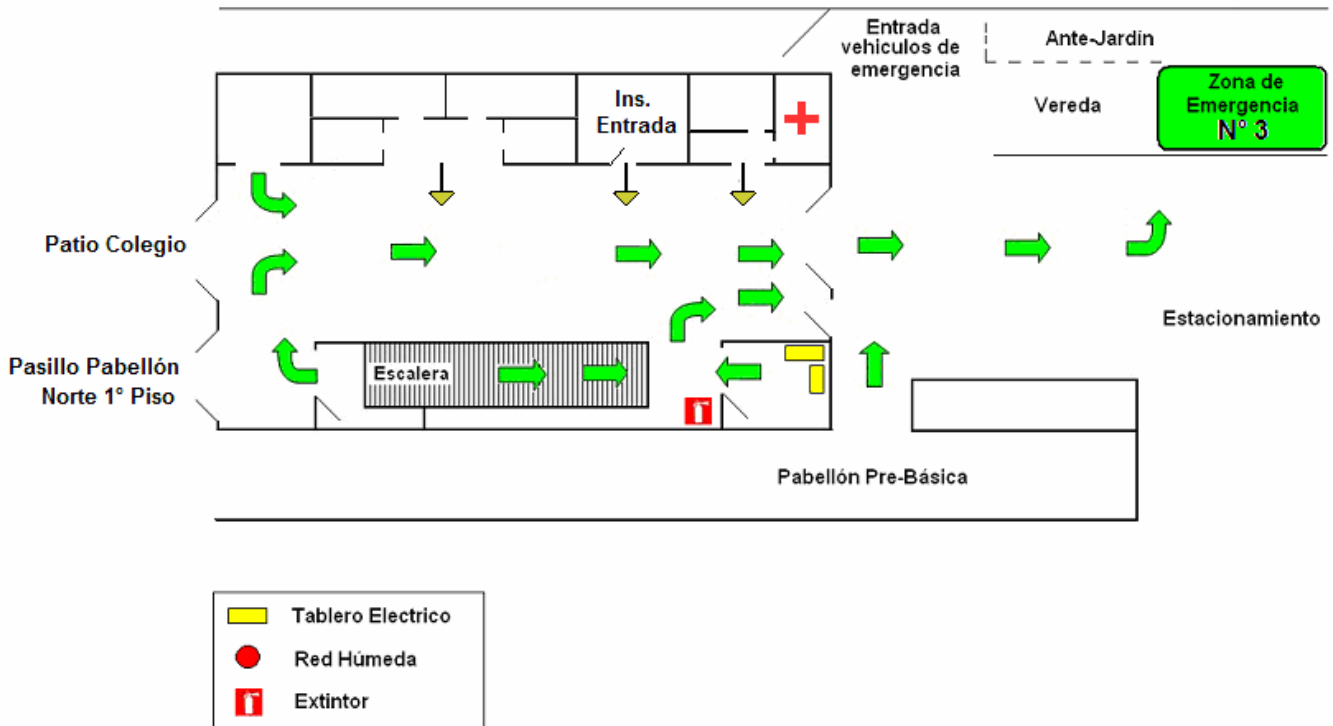 Entrada
vehiculos de
emergencia
Ante-Jardín
Zona de
Emergencia
N° 3
Vereda
Ins.
Entrada
Patio Colegio
Estacionamiento
Pasillo Pabellón
Norte 1° Piso
Escalera
Pabellón Pre-Básica
Tablero Electrico
Red Húmeda
Extintor